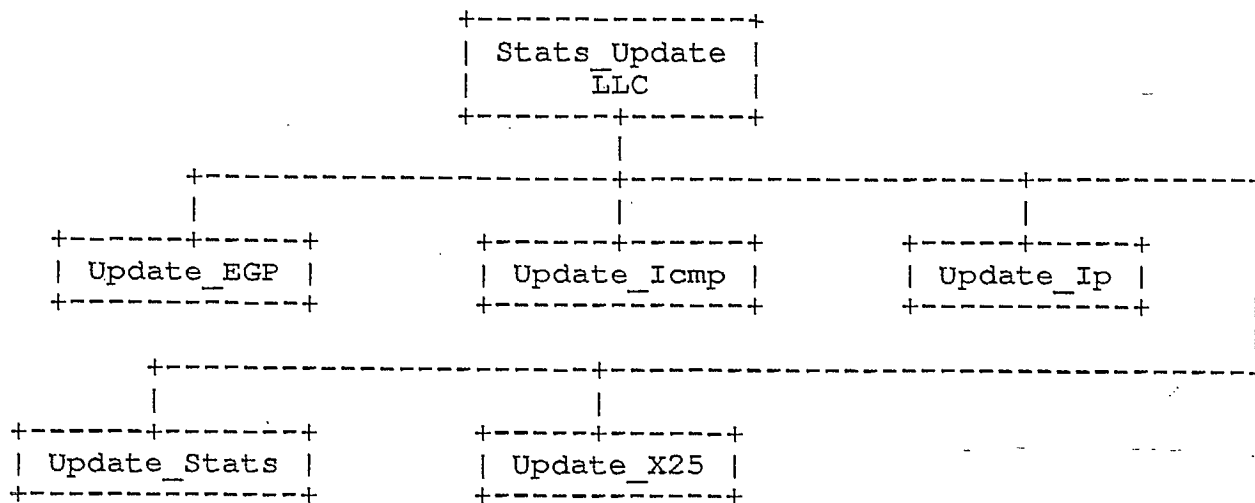 Stats_Update
LLC
Update_EGP
Update_Icmp
Update_Ip
Update_Stats
Update_X25